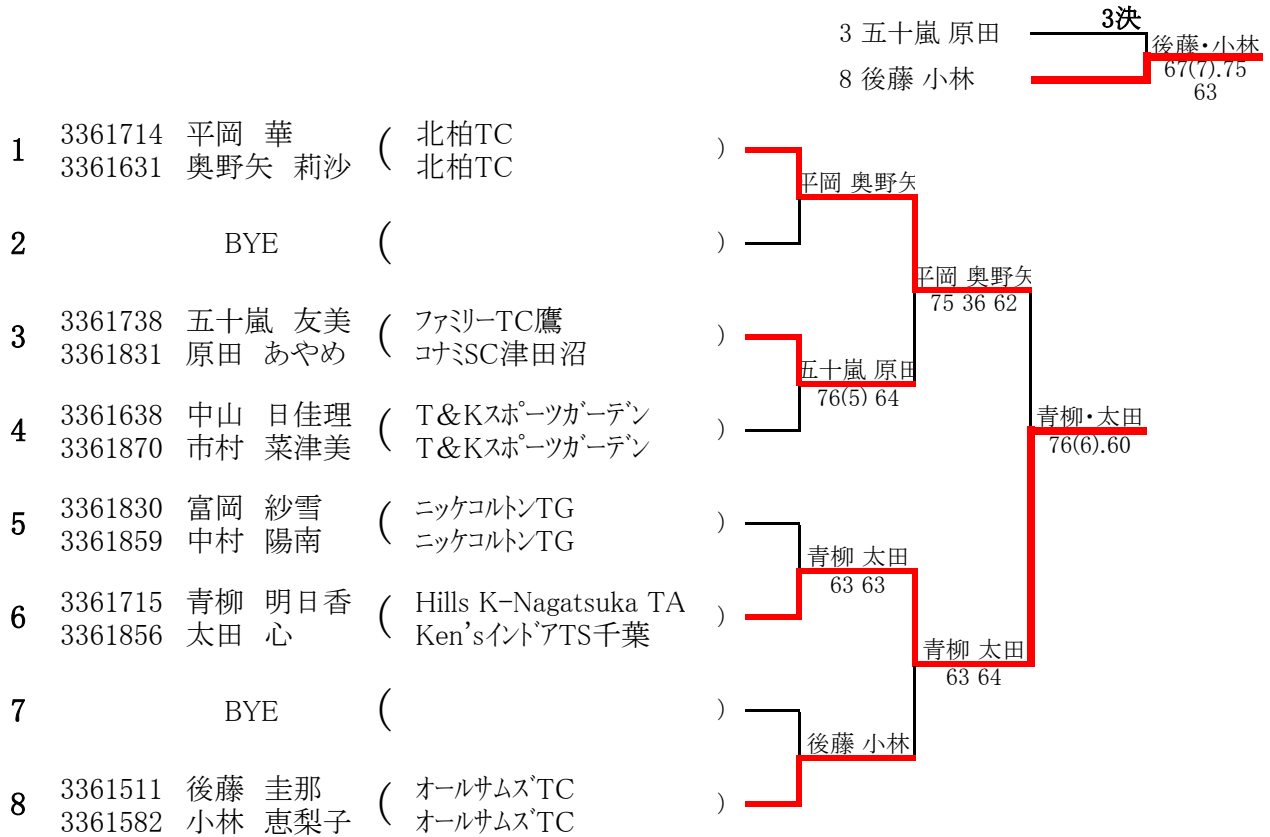 3決
3 五十嵐 原田
後藤・小林
67(7).75
8 後藤 小林
63
1 3361714 平岡 華 ( 北柏TC )
3361631 奥野矢 莉沙 北柏TC
平岡 奥野矢
2 BYE ( )
平岡 奥野矢
75 36 62
3 3361738 五十嵐 友美 ( ファミリーTC鷹 )
3361831 原田 あやめ コナミSC津田沼
五十嵐 原田
76(5) 64
4 3361638 中山 日佳理 ( T&Kスポーツガーデン )
3361870 市村 菜津美 T&Kスポーツガーデン
青柳・太田
76(6).60
5 3361830 富岡 紗雪 ( ニッケコルトンTG )
3361859 中村 陽南 ニッケコルトンTG
青柳 太田
63 63
6 3361715 青柳 明日香 ( Hills K-Nagatsuka TA )
3361856 太田 心 Ken'sインドアTS千葉
青柳 太田
63 64
7 BYE ( )
後藤 小林
8 3361511 後藤 圭那 ( オールサムズTC )
3361582 小林 恵梨子 オールサムズTC